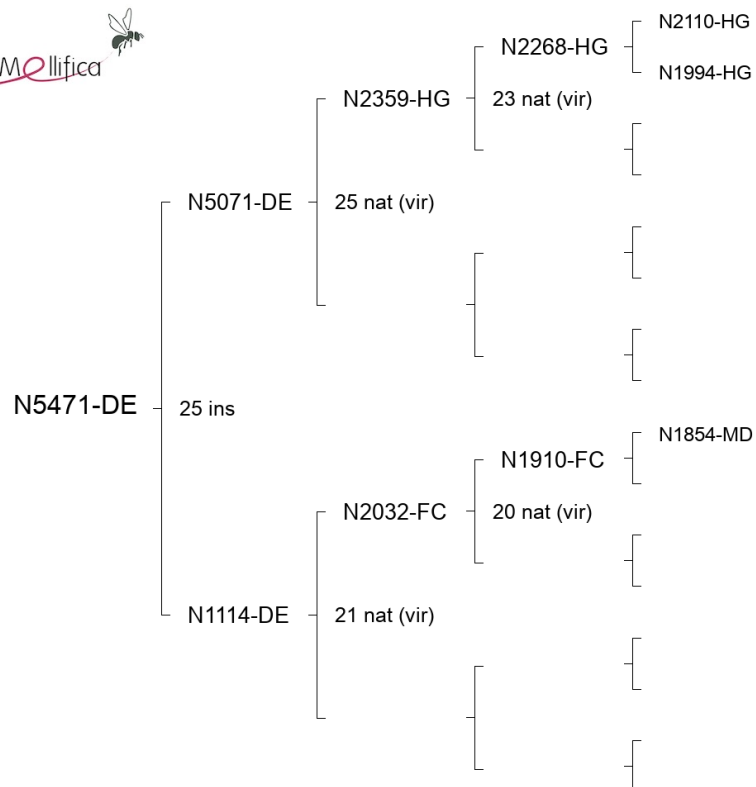 N2110-HG
Mellifica
N2268-HG
N1994-HG
N2359-HG
23 nat (vir)
N5071-DE
25 nat (vir)
N5471-DE
25 ins
N1854-MD
N1910-FC
N2032-FC
20 nat (vir)
N1114-DE
21 nat (vir)